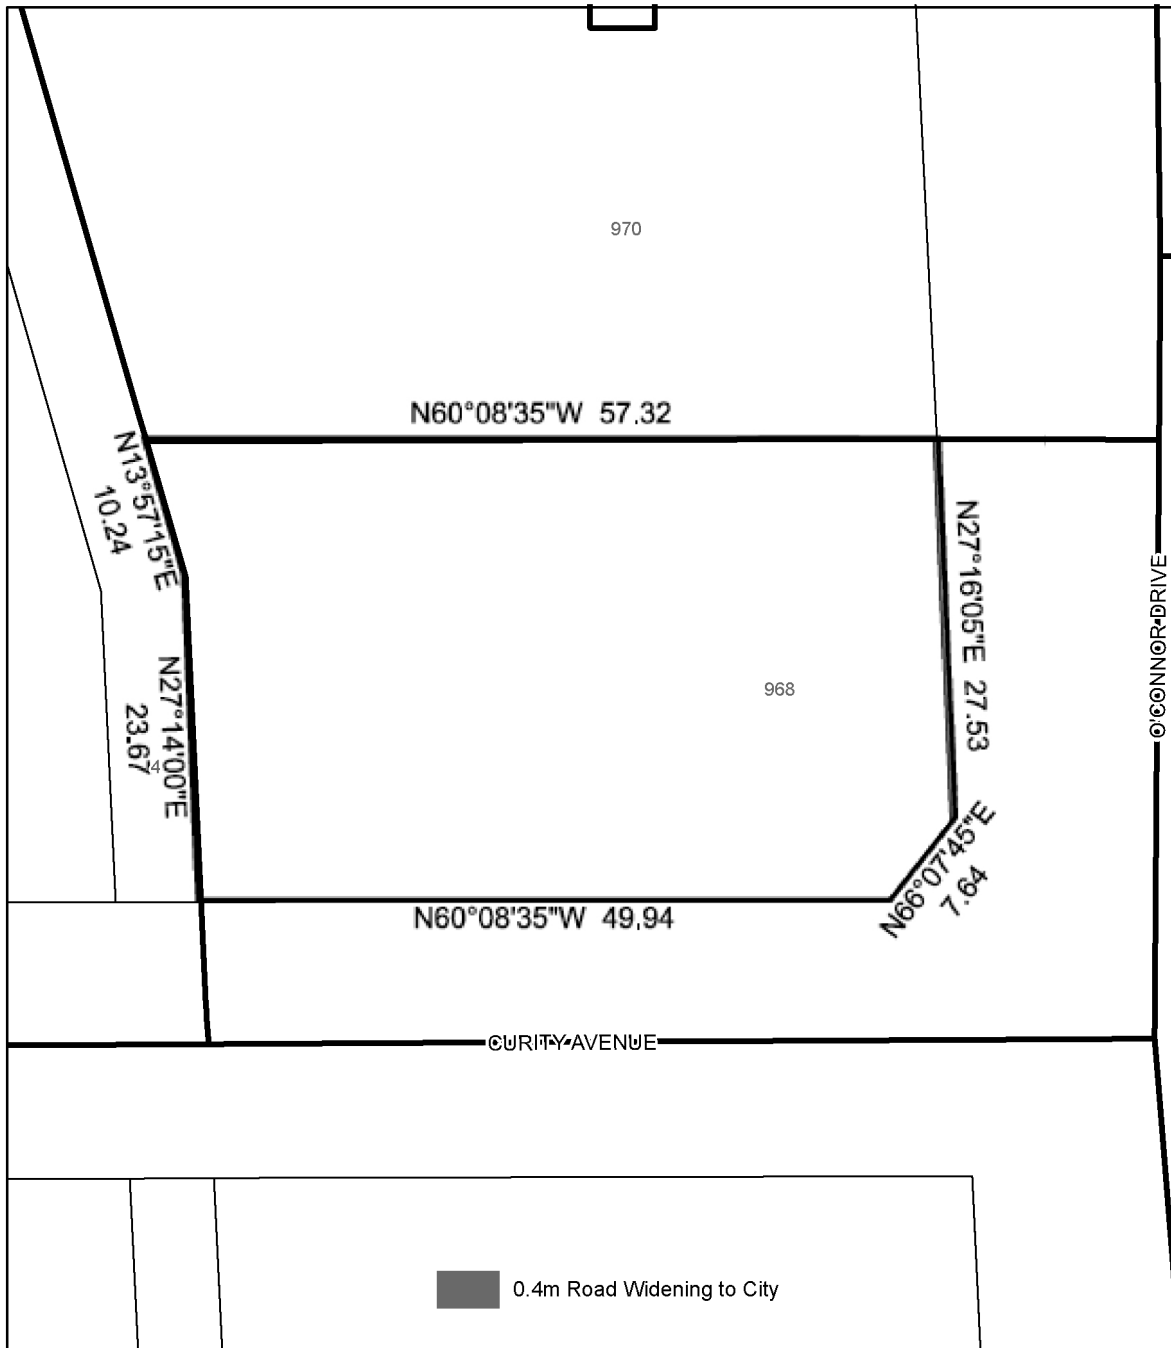 970
N60°08'35"W 57.32
N13°57'15"E
10.24
N27°16'05"E 27.53
O'CONNOR DRIVE
968
N27°14'00"E
23.67
N66°07'45"E
7.64
N60°08'35"W 49.94
CURITY AVENUE
0.4m Road Widening to City